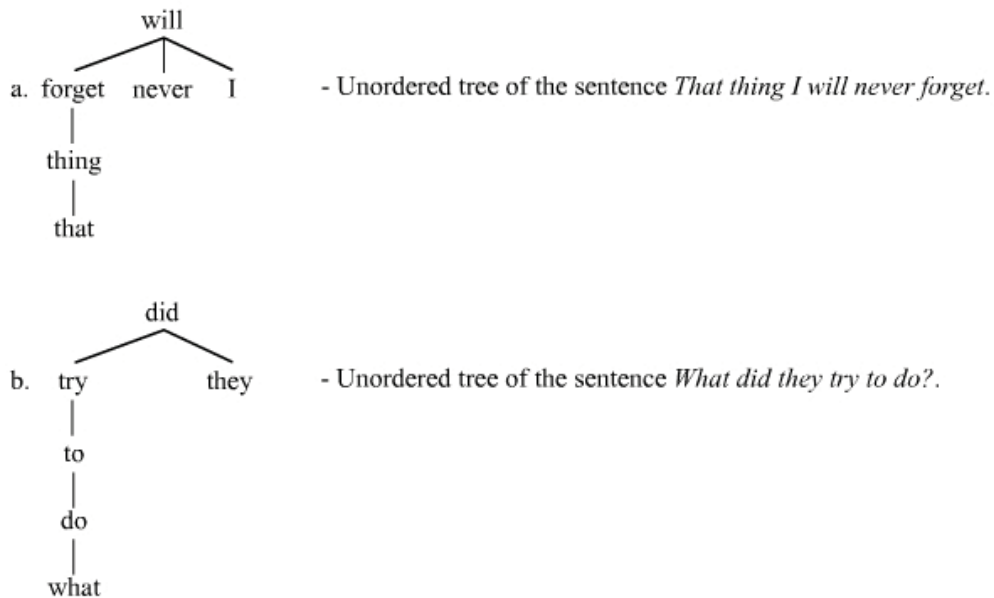 will
a. forget never I - Unordered tree of the sentence That thing I will never forget.
thing
that
did
b. try they - Unordered tree of the sentence What did they try to do?.
to
do
what